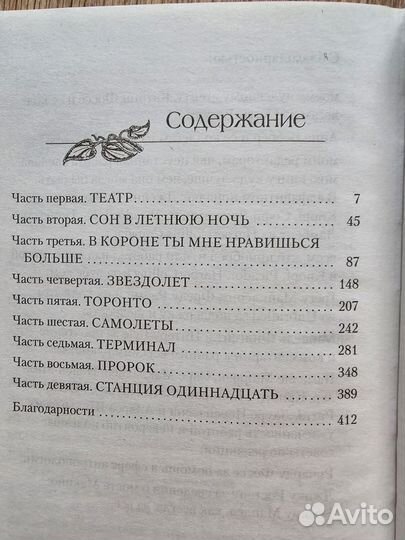 Содержание
Часть первая. ТЕАТР 7
Часть вторая. СОН В ЛЕТНЮЮ НОЧЬ 45
Часть третья. В КОРОНЕ ТЫ МНЕ НРАВИШЬСЯ
БОЛЬШЕ 87
Часть четвертая. ЗВЕЗДОЛЕТ 148
Часть пятая. ТОРОНТО 207
Часть шестая. САМОЛЕТЫ 242
Часть седьмая. ТЕРМИНАЛ 281
Часть восьмая. ПРОРОК 348
Часть девятая. СТАНЦИЯ ОДИННАДЦАТЬ 389
Благодарности 412
Avito